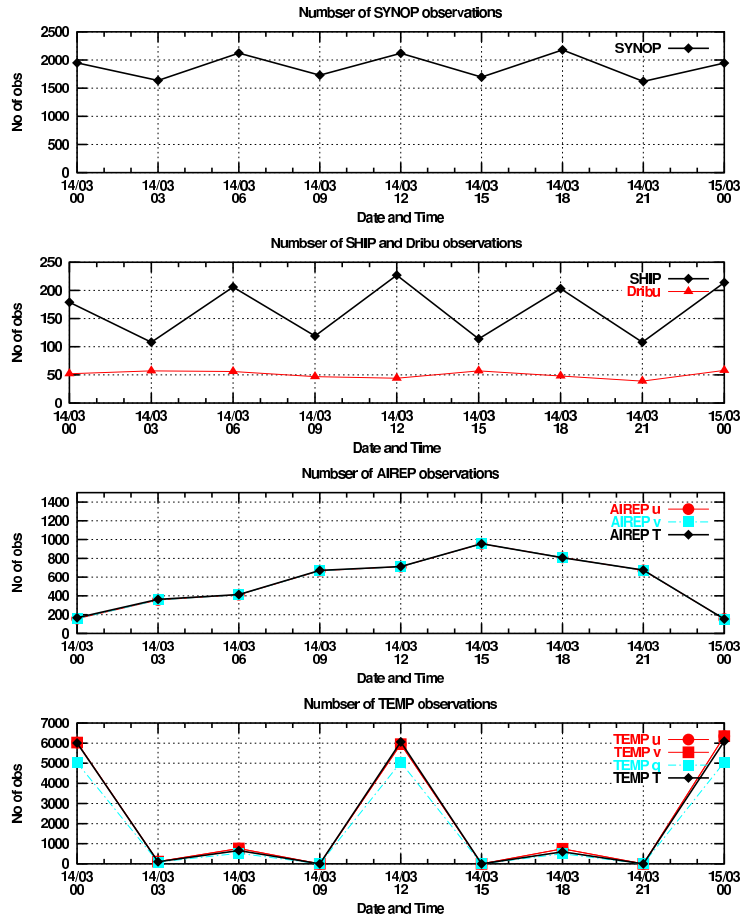 Numbser of SYNOP observations
No of obs
2500
2000
1500
1000
500
0
SYNOP
14/03 14/03 14/03 14/03 14/03 14/03 14/03 14/03 15/03
00 03 06 09 12 15 18 21 00
Date and Time
Numbser of SHIP and Dribu observations
No of obs
250
200
150
100
50
0
SHIP
Dribu
14/03 14/03 14/03 14/03 14/03 14/03 14/03 14/03 15/03
00 03 06 09 12 15 18 21 00
Date and Time
Numbser of AIREP observations
No of obs
1400
1200
1000
800
600
400
200
0
AIREP u
AIREP v
AIREP T
14/03 14/03 14/03 14/03 14/03 14/03 14/03 14/03 15/03
00 03 06 09 12 15 18 21 00
Date and Time
Numbser of TEMP observations
No of obs
7000
6000
5000
4000
3000
2000
1000
0
TEMP u
TEMP v
TEMP q
TEMP T
14/03 14/03 14/03 14/03 14/03 14/03 14/03 14/03 15/03
00 03 06 09 12 15 18 21 00
Date and Time